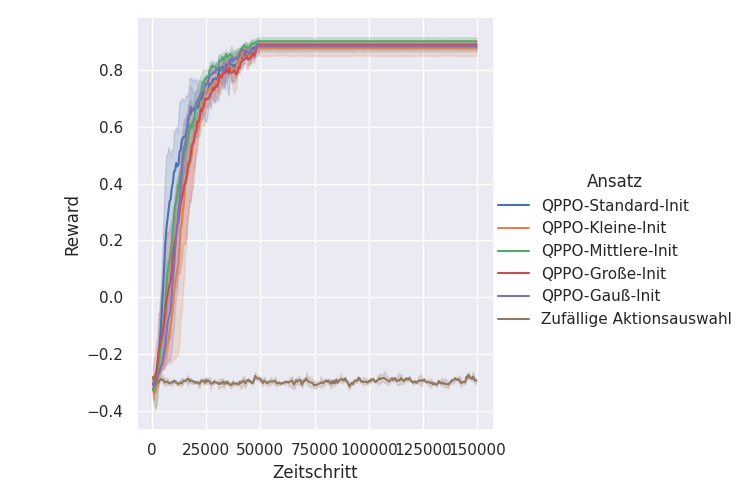 0.8
0.6
0.4
0.2
0.0
−0.2
−0.4
Reward
0 25000 50000 75000 100000 125000 150000
Zeitschritt
Ansatz
QPPO-Standard-Init
QPPO-Kleine-Init
QPPO-Mittlere-Init
QPPO-Große-Init
QPPO-Gauß-Init
Zufällige Aktionsauswahl